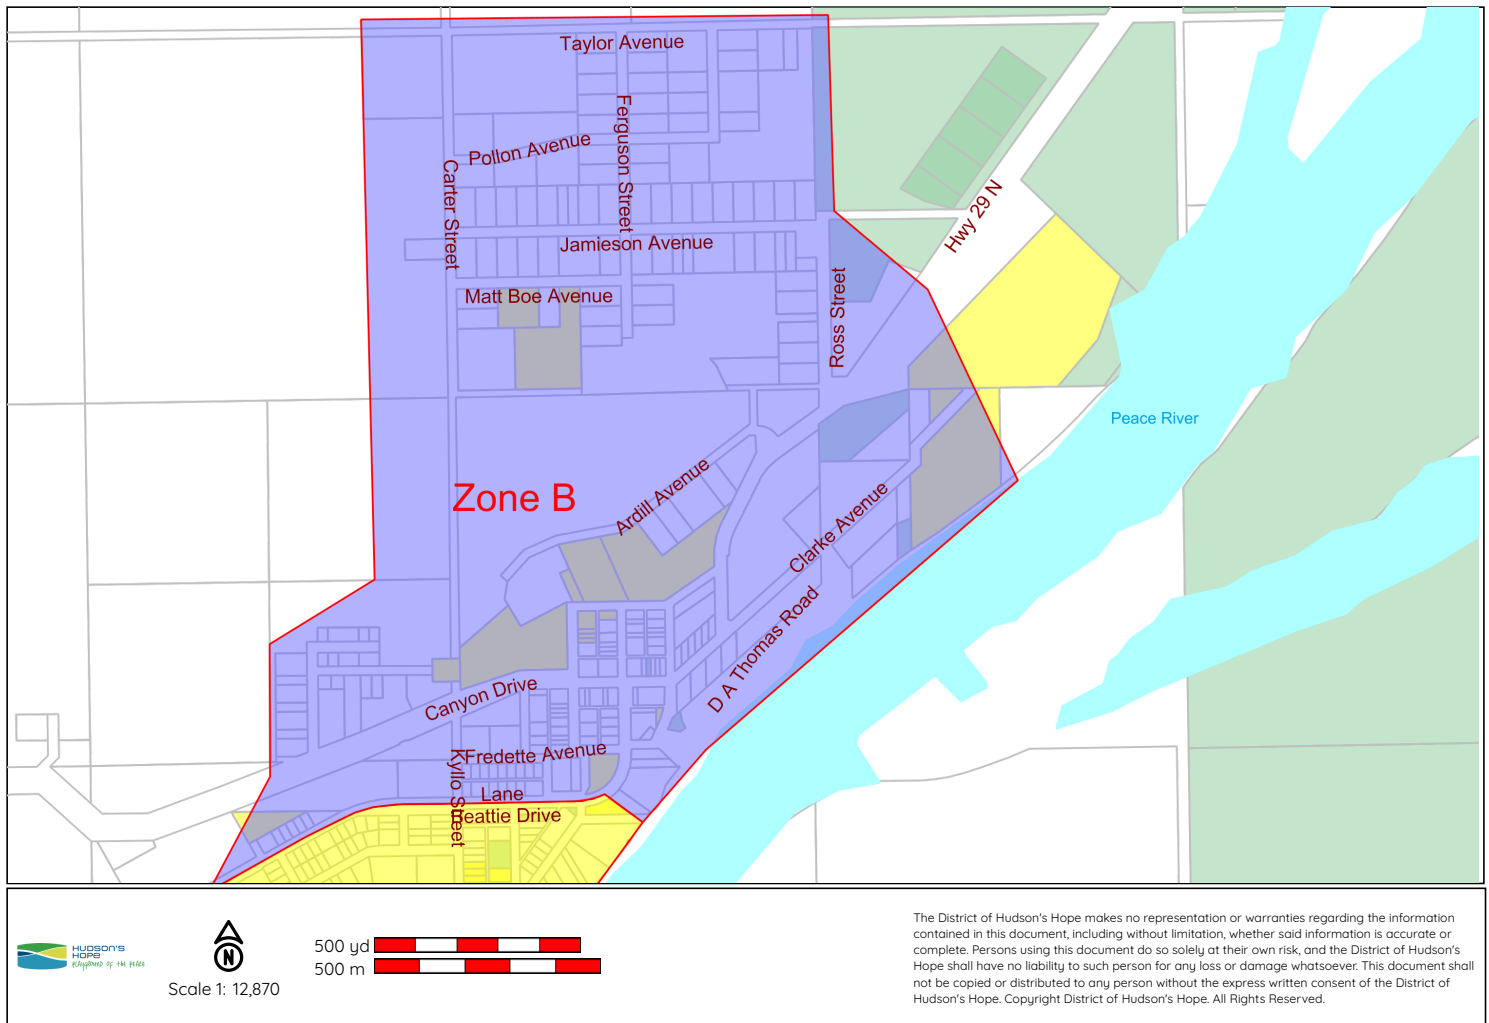 Taylor Avenue
Ferguson Street
Pollon Avenue
Carter Street
Hwy 29 N
Jamieson Avenue
Matt Boe Avenue
Ross Street
Peace River
Zone B
Ardill Avenue
Clarke Avenue
D A Thomas Road
Canyon Drive
Fredette Avenue
Kyllo Street
Lane
Beattie Drive
HUDSON'S
HOPE
PLAYGROUND OF THE PEACE
N
Scale 1: 12,870
500 yd
500 m
The District of Hudson's Hope makes no representation or warranties regarding the information
contained in this document, including without limitation, whether said information is accurate or
complete. Persons using this document do so solely at their own risk, and the District of Hudson's
Hope shall have no liability to such person for any loss or damage whatsoever. This document shall
not be copied or distributed to any person without the express written consent of the District of
Hudson's Hope. Copyright District of Hudson's Hope. All Rights Reserved.